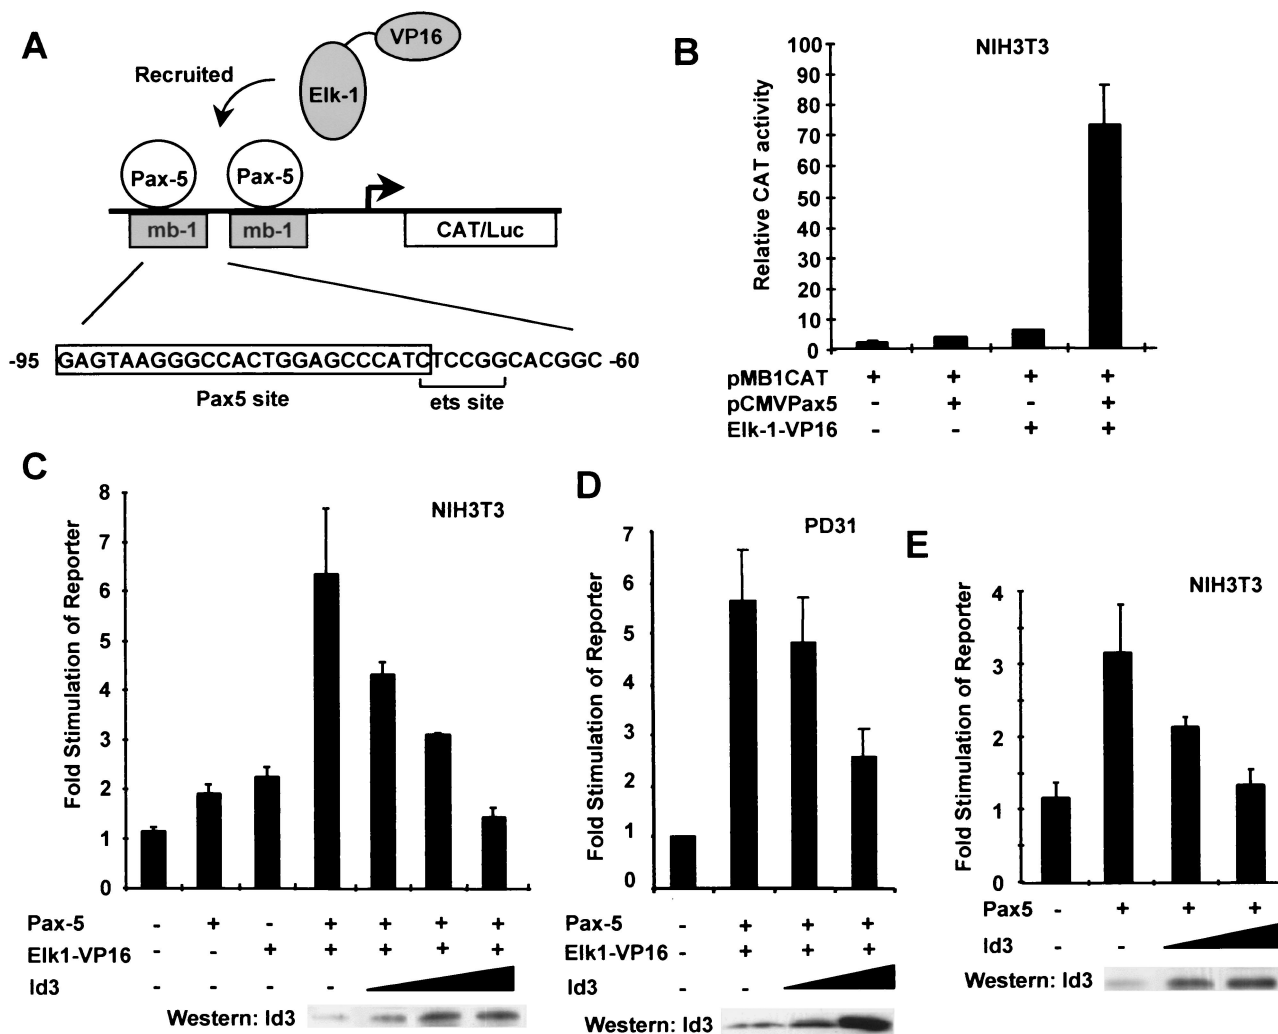 A
VP16
Recruited
Elk-1
Pax-5 Pax-5
mb-1 mb-1 CAT/Luc
-95 GAGTAAGGGCCACTGGAGCCCATCTCCGGCACGGC -60
Pax5 site ets site
B
NIH3T3
Relative CAT activity
100
90
80
70
60
50
40
30
20
10
0
pMB1CAT + + + +
pCMVPax5 - + - +
Elk-1-VP16 - - + +
C
NIH3T3
Fold Stimulation of Reporter
8
7
6
5
4
3
2
1
0
Pax-5 - + - + + + +
Elk1-VP16 - - + + + + +
Id3 - - - -
Western: Id3
D
PD31
Fold Stimulation of Reporter
7
6
5
4
3
2
1
0
Pax-5 - + + +
Elk1-VP16 - + + +
Id3 - -
Western: Id3
E
NIH3T3
Fold Stimulation of Reporter
4
3
2
1
0
Pax5 - + + +
Id3 - -
Western: Id3